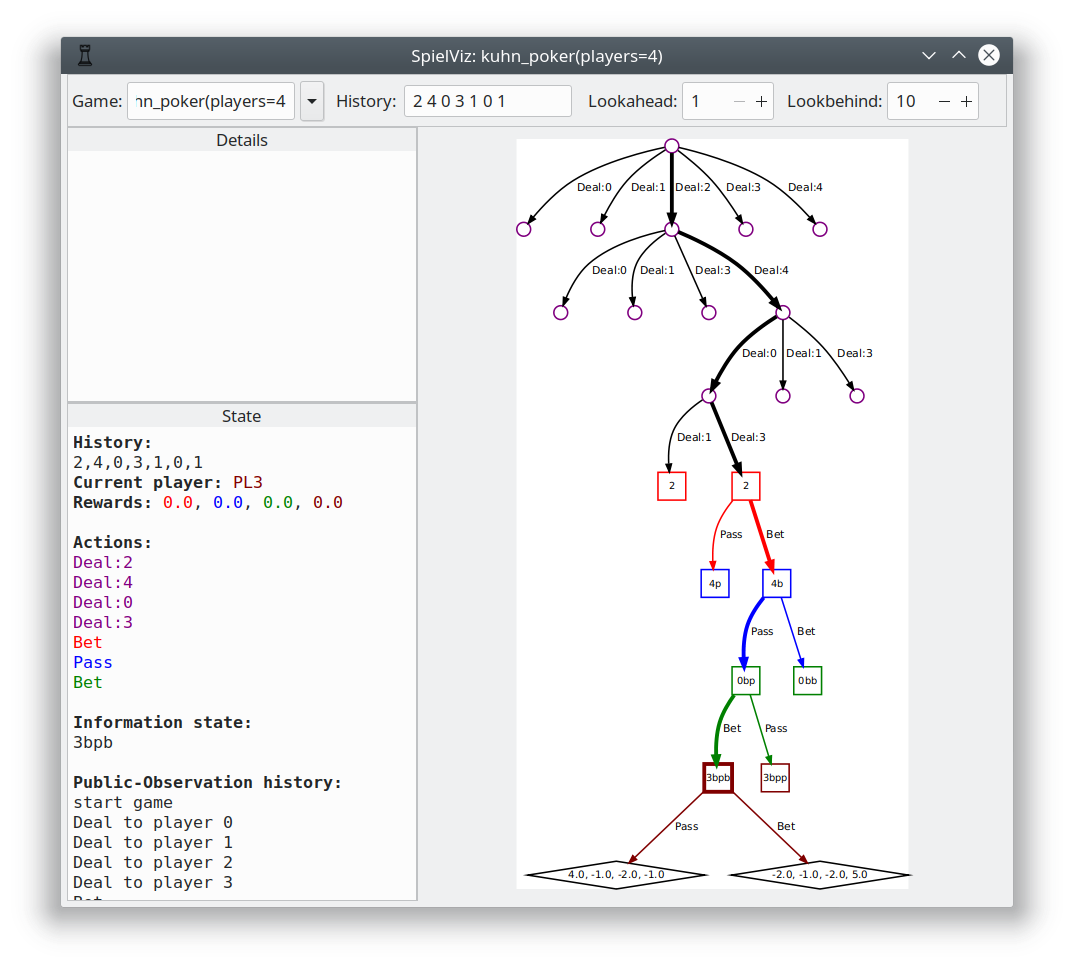 SpielViz: kuhn_poker(players=4)
Game: nn_poker(players=4 History: 2 4 0 3 1 0 1 Lookahead: 1 Lookbehind: 10
Details
State
History:
2,4,0,3,1,0,1
Current player: PL3
Rewards: 0.0, 0.0, 0.0, 0.0
Actions:
Deal:2
Deal:4
Deal:0
Deal:3
Bet
Pass
Bet
Information state:
3bpb
Public-Observation history:
start game
Deal to player 0
Deal to player 1
Deal to player 2
Deal to player 3
Deal:0 Deal:1 Deal:2 Deal:3 Deal:4
Deal:0 Deal:1 Deal:3 Deal:4
Deal:0 Deal:1 Deal:3
Deal:1 Deal:3
2 2
Pass Bet
4p 4b
Pass Bet
0bp 0bb
Bet Pass
3bpb 3bpp
Pass Bet
4.0, -1.0, -2.0, -1.0 -2.0, -1.0, -2.0, 5.0